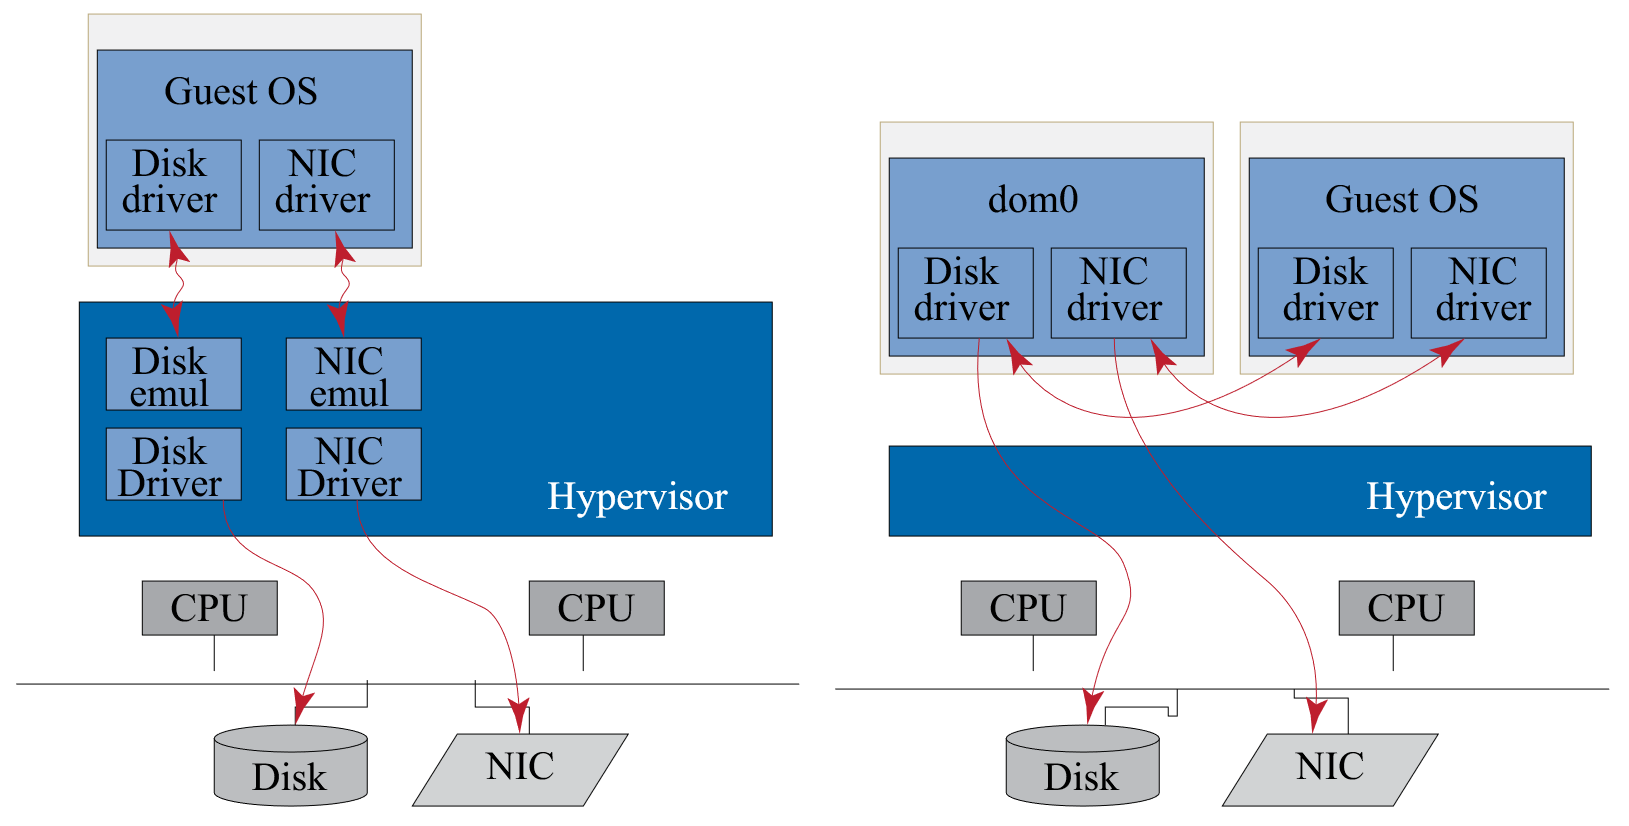 Guest OS
Disk
driver
NIC
driver
Disk
emul
NIC
emul
Disk
Driver
NIC
Driver
Hypervisor
CPU
CPU
Disk
NIC
dom0
Disk
driver
NIC
driver
Guest OS
Disk
driver
NIC
driver
Hypervisor
CPU
CPU
Disk
NIC